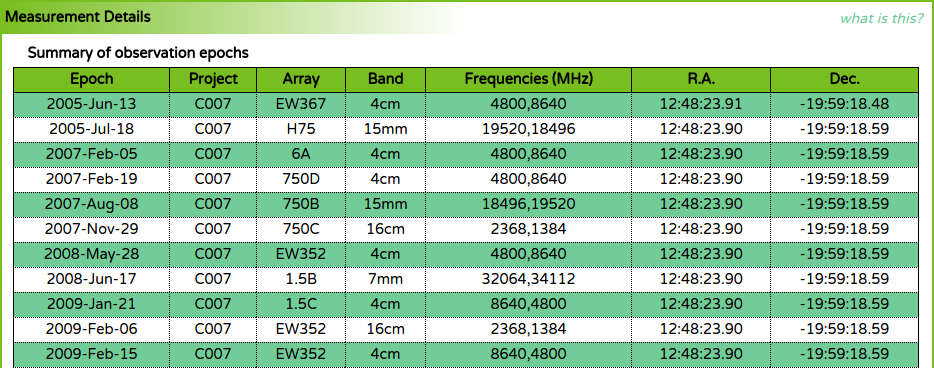 Measurement Details what is this?
Summary of observation epochs
Epoch Project Array Band Frequencies (MHz) R.A. Dec.
2005-Jun-13 C007 EW367 4cm 4800,8640 12:48:23.91 -19:59:18.48
2005-Jul-18 C007 H75 15mm 19520,18496 12:48:23.90 -19:59:18.59
2007-Feb-05 C007 6A 4cm 4800,8640 12:48:23.90 -19:59:18.59
2007-Feb-19 C007 750D 4cm 4800,8640 12:48:23.90 -19:59:18.59
2007-Aug-08 C007 750B 15mm 18496,19520 12:48:23.90 -19:59:18.59
2007-Nov-29 C007 750C 16cm 2368,1384 12:48:23.90 -19:59:18.59
2008-May-28 C007 EW352 4cm 4800,8640 12:48:23.90 -19:59:18.59
2008-Jun-17 C007 1.5B 7mm 32064,34112 12:48:23.90 -19:59:18.59
2009-Jan-21 C007 1.5C 4cm 8640,4800 12:48:23.90 -19:59:18.59
2009-Feb-06 C007 EW352 16cm 2368,1384 12:48:23.90 -19:59:18.59
2009-Feb-15 C007 EW352 4cm 8640,4800 12:48:23.90 -19:59:18.59